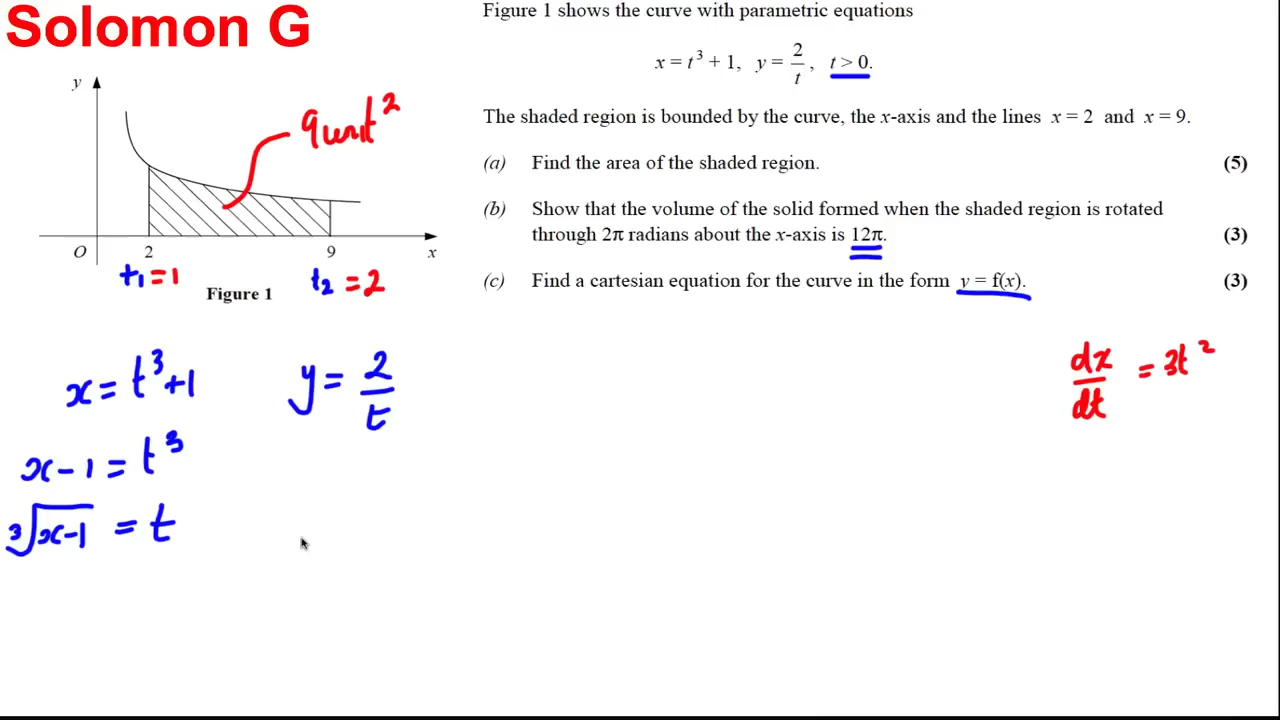 Solomon G
Figure 1 shows the curve with parametric equations
x = t³ + 1, y = 2/t, t > 0.
The shaded region is bounded by the curve, the x-axis and the lines x = 2 and x = 9.
(a) Find the area of the shaded region. (5)
(b) Show that the volume of the solid formed when the shaded region is rotated
through 2π radians about the x-axis is 12π. (3)
(c) Find a cartesian equation for the curve in the form y = f(x). (3)
y
9 unit²
O 2 9 x
t₁ = 1 t₂ = 2
Figure 1
x = t³ + 1 y = 2/t
x - 1 = t³
³√(x-1) = t
dx/dt = 3t²